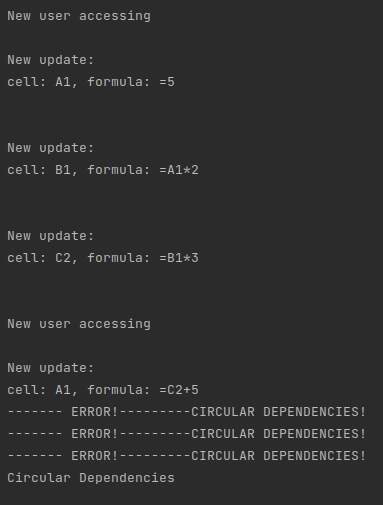 New user accessing
New update:
cell: A1, formula: =5
New update:
cell: B1, formula: =A1*2
New update:
cell: C2, formula: =B1*3
New user accessing
New update:
cell: A1, formula: =C2+5
------- ERROR!---------CIRCULAR DEPENDENCIES!
------- ERROR!---------CIRCULAR DEPENDENCIES!
------- ERROR!---------CIRCULAR DEPENDENCIES!
Circular Dependencies